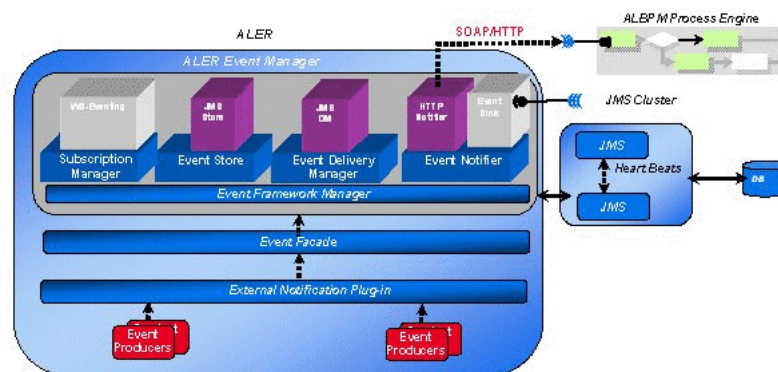 ALER
SOAP/HTTP
ALBPM Process Engine
ALER Event Manager
WS-Eventing
JMS
Store
JMS
DM
HTTP
Notifier
Event
Sink
JMS Cluster
Subscription
Manager
Event Store
Event Delivery
Manager
Event Notifier
JMS
Heart Beats
JMS
DB
Event Framework Manager
Event Facade
External Notification Plug-in
Event
Producers
Event
Producers